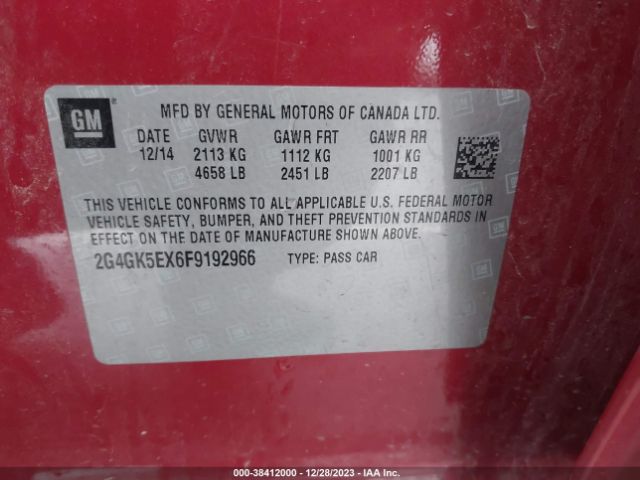 GM
MFD BY GENERAL MOTORS OF CANADA LTD.
DATE GVWR GAWR FRT GAWR RR
12/14 2113 KG 1112 KG 1001 KG
4658 LB 2451 LB 2207 LB
THIS VEHICLE CONFORMS TO ALL APPLICABLE U.S. FEDERAL MOTOR
VEHICLE SAFETY, BUMPER, AND THEFT PREVENTION STANDARDS IN
EFFECT ON THE DATE OF MANUFACTURE SHOWN ABOVE.
2G4GK5EX6F9192966 TYPE: PASS CAR
000-38412000 - 12/28/2023 - IAAI.COM